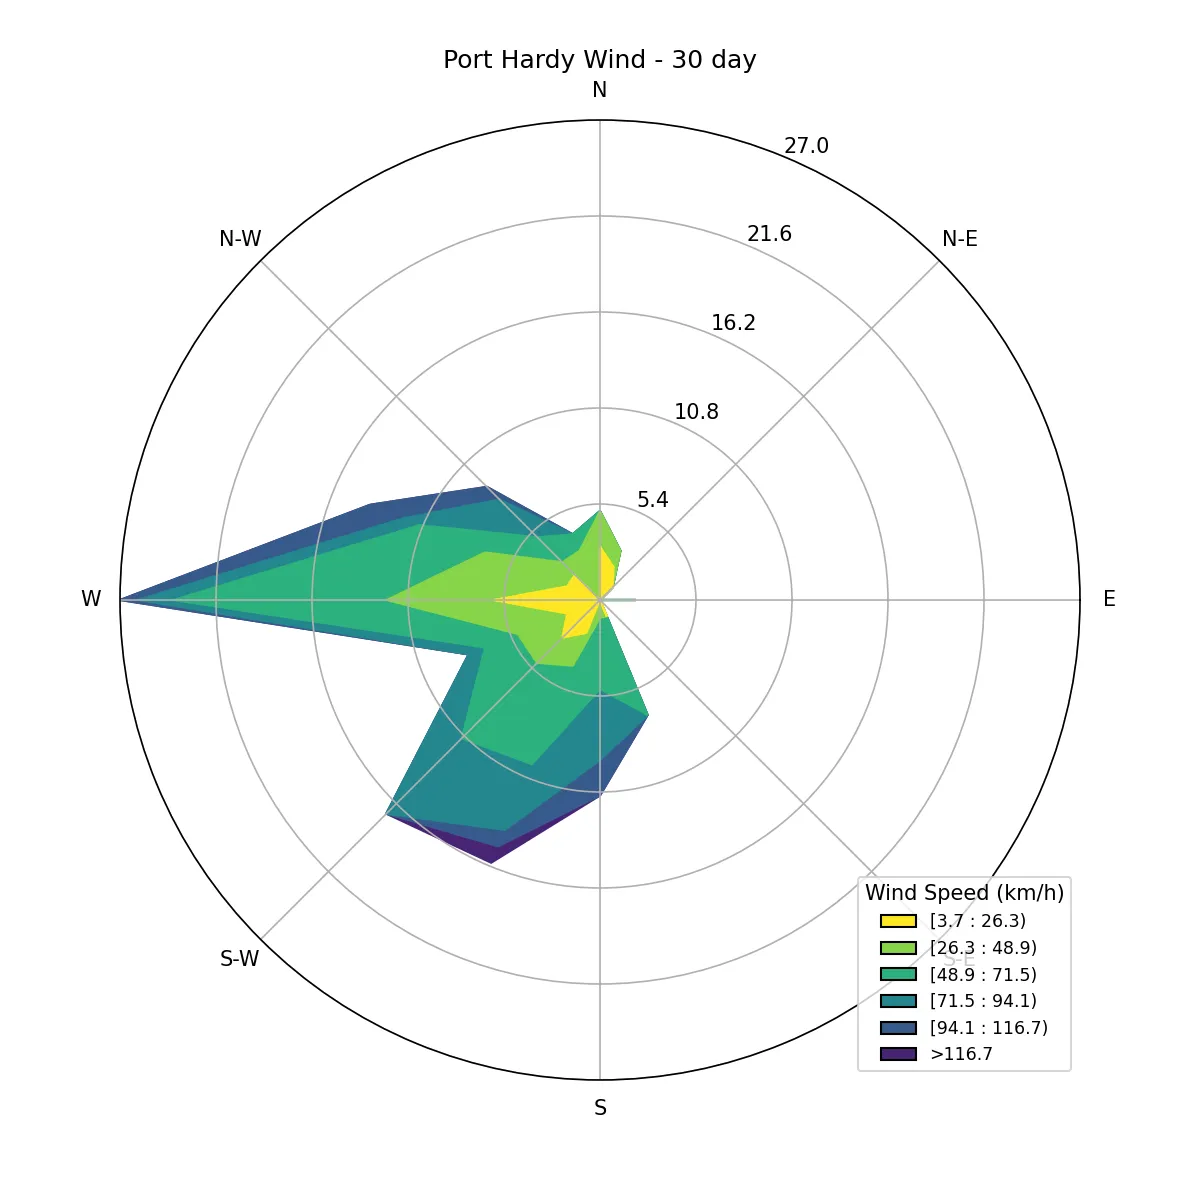 Port Hardy Wind - 30 day
N
27.0
N-W
N-E
21.6
16.2
10.8
5.4
W
E
S-W
S-E
S
Wind Speed (km/h)
[3.7 : 26.3)
[26.3 : 48.9)
[48.9 : 71.5)
[71.5 : 94.1)
[94.1 : 116.7)
>116.7